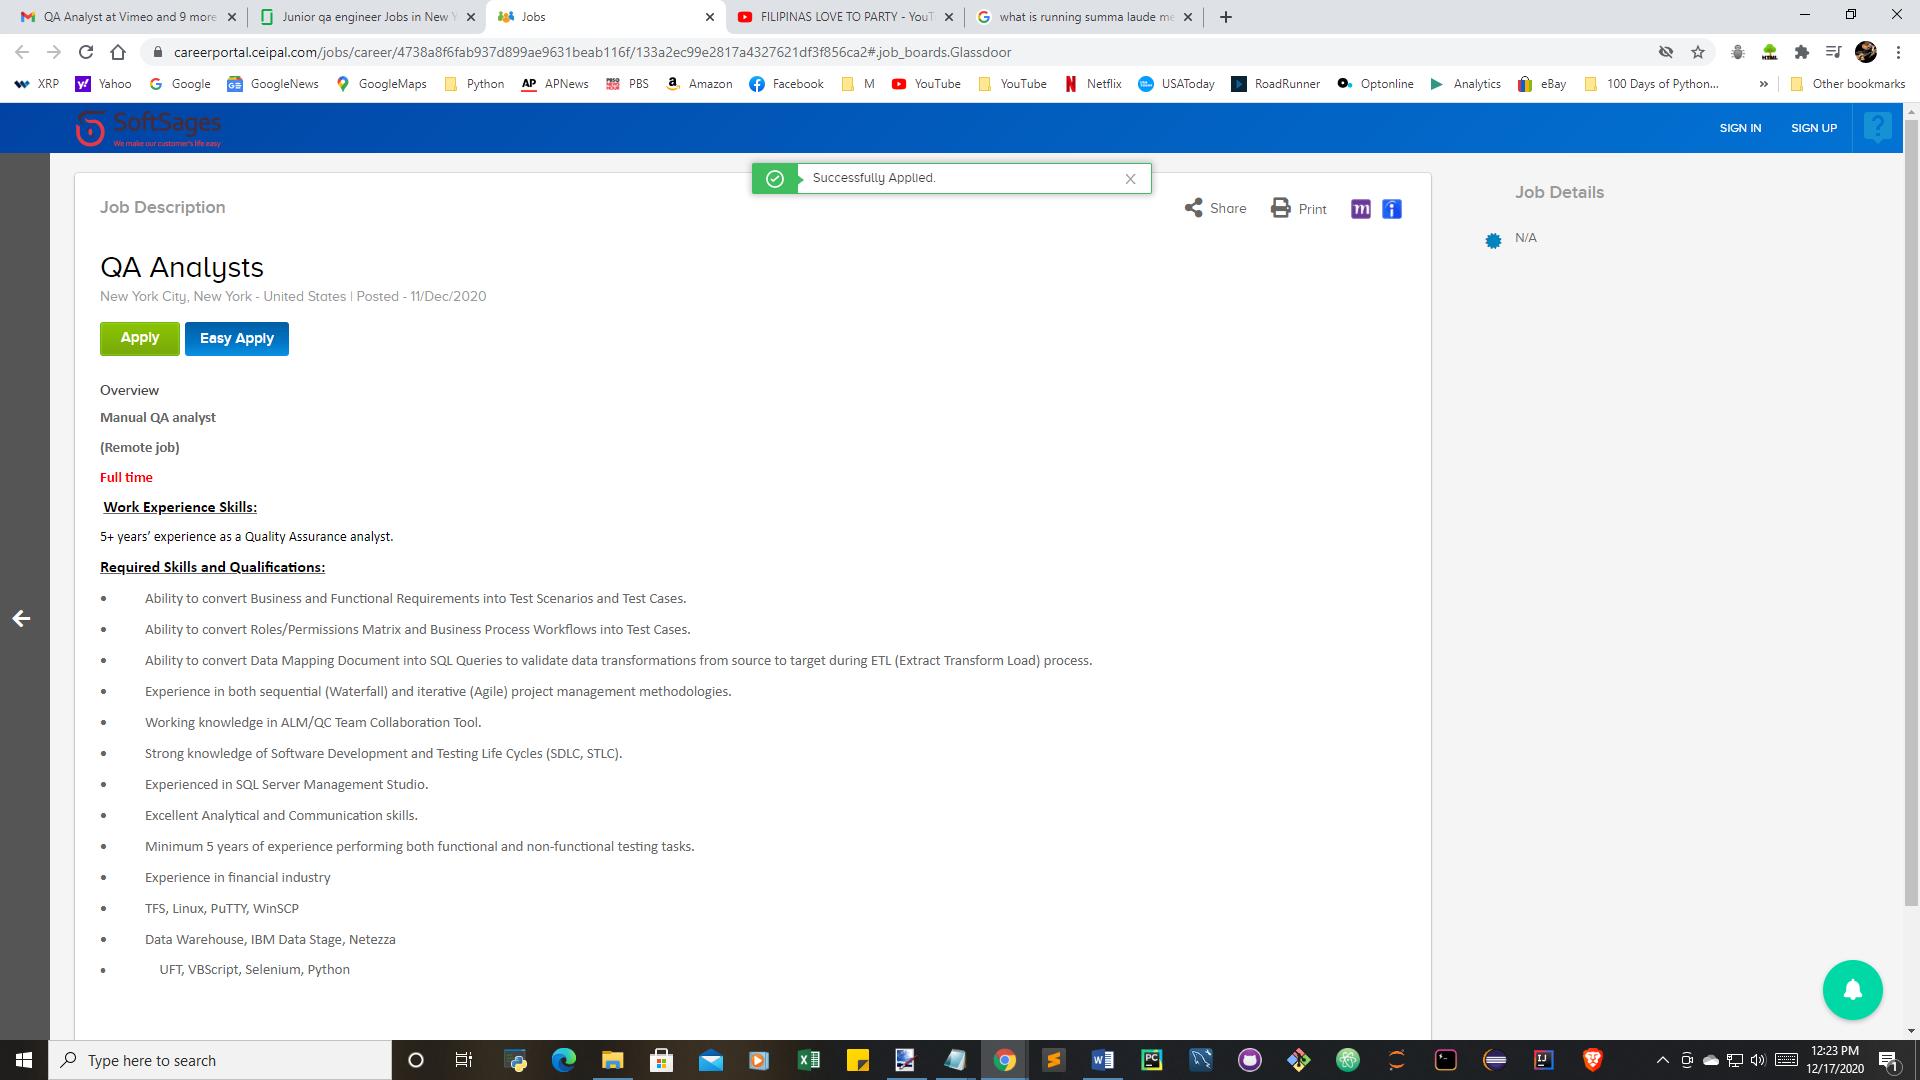 QA Analyst at Vimeo and 9 more
Junior qa engineer Jobs in New Y
Jobs
FILIPINAS LOVE TO PARTY - YouT
what is running summa laude me
careerportal.ceipal.com/jobs/career/4738a8f6fab937d899ae9631beab116f/133a2ec99e2817a4327621df3f856ca2#.job_boards.Glassdoor
XRP Yahoo Google GoogleNews GoogleMaps Python APNews PBS Amazon Facebook M YouTube YouTube Netflix USAToday RoadRunner Optonline Analytics eBay 100 Days of Python... » Other bookmarks
SoftSages
We make our customer's life easy
SIGN IN SIGN UP ?
Successfully Applied.
Job Description
Share Print
Job Details
N/A
QA Analysts
New York City, New York - United States | Posted - 11/Dec/2020
Apply Easy Apply
Overview
Manual QA analyst
(Remote job)
Full time
Work Experience Skills:
5+ years’ experience as a Quality Assurance analyst.
Required Skills and Qualifications:
• Ability to convert Business and Functional Requirements into Test Scenarios and Test Cases.
• Ability to convert Roles/Permissions Matrix and Business Process Workflows into Test Cases.
• Ability to convert Data Mapping Document into SQL Queries to validate data transformations from source to target during ETL (Extract Transform Load) process.
• Experience in both sequential (Waterfall) and iterative (Agile) project management methodologies.
• Working knowledge in ALM/QC Team Collaboration Tool.
• Strong knowledge of Software Development and Testing Life Cycles (SDLC, STLC).
• Experienced in SQL Server Management Studio.
• Excellent Analytical and Communication skills.
• Minimum 5 years of experience performing both functional and non-functional testing tasks.
• Experience in financial industry
• TFS, Linux, PuTTY, WinSCP
• Data Warehouse, IBM Data Stage, Netezza
• UFT, VBScript, Selenium, Python
Type here to search
12:23 PM
12/17/2020
1